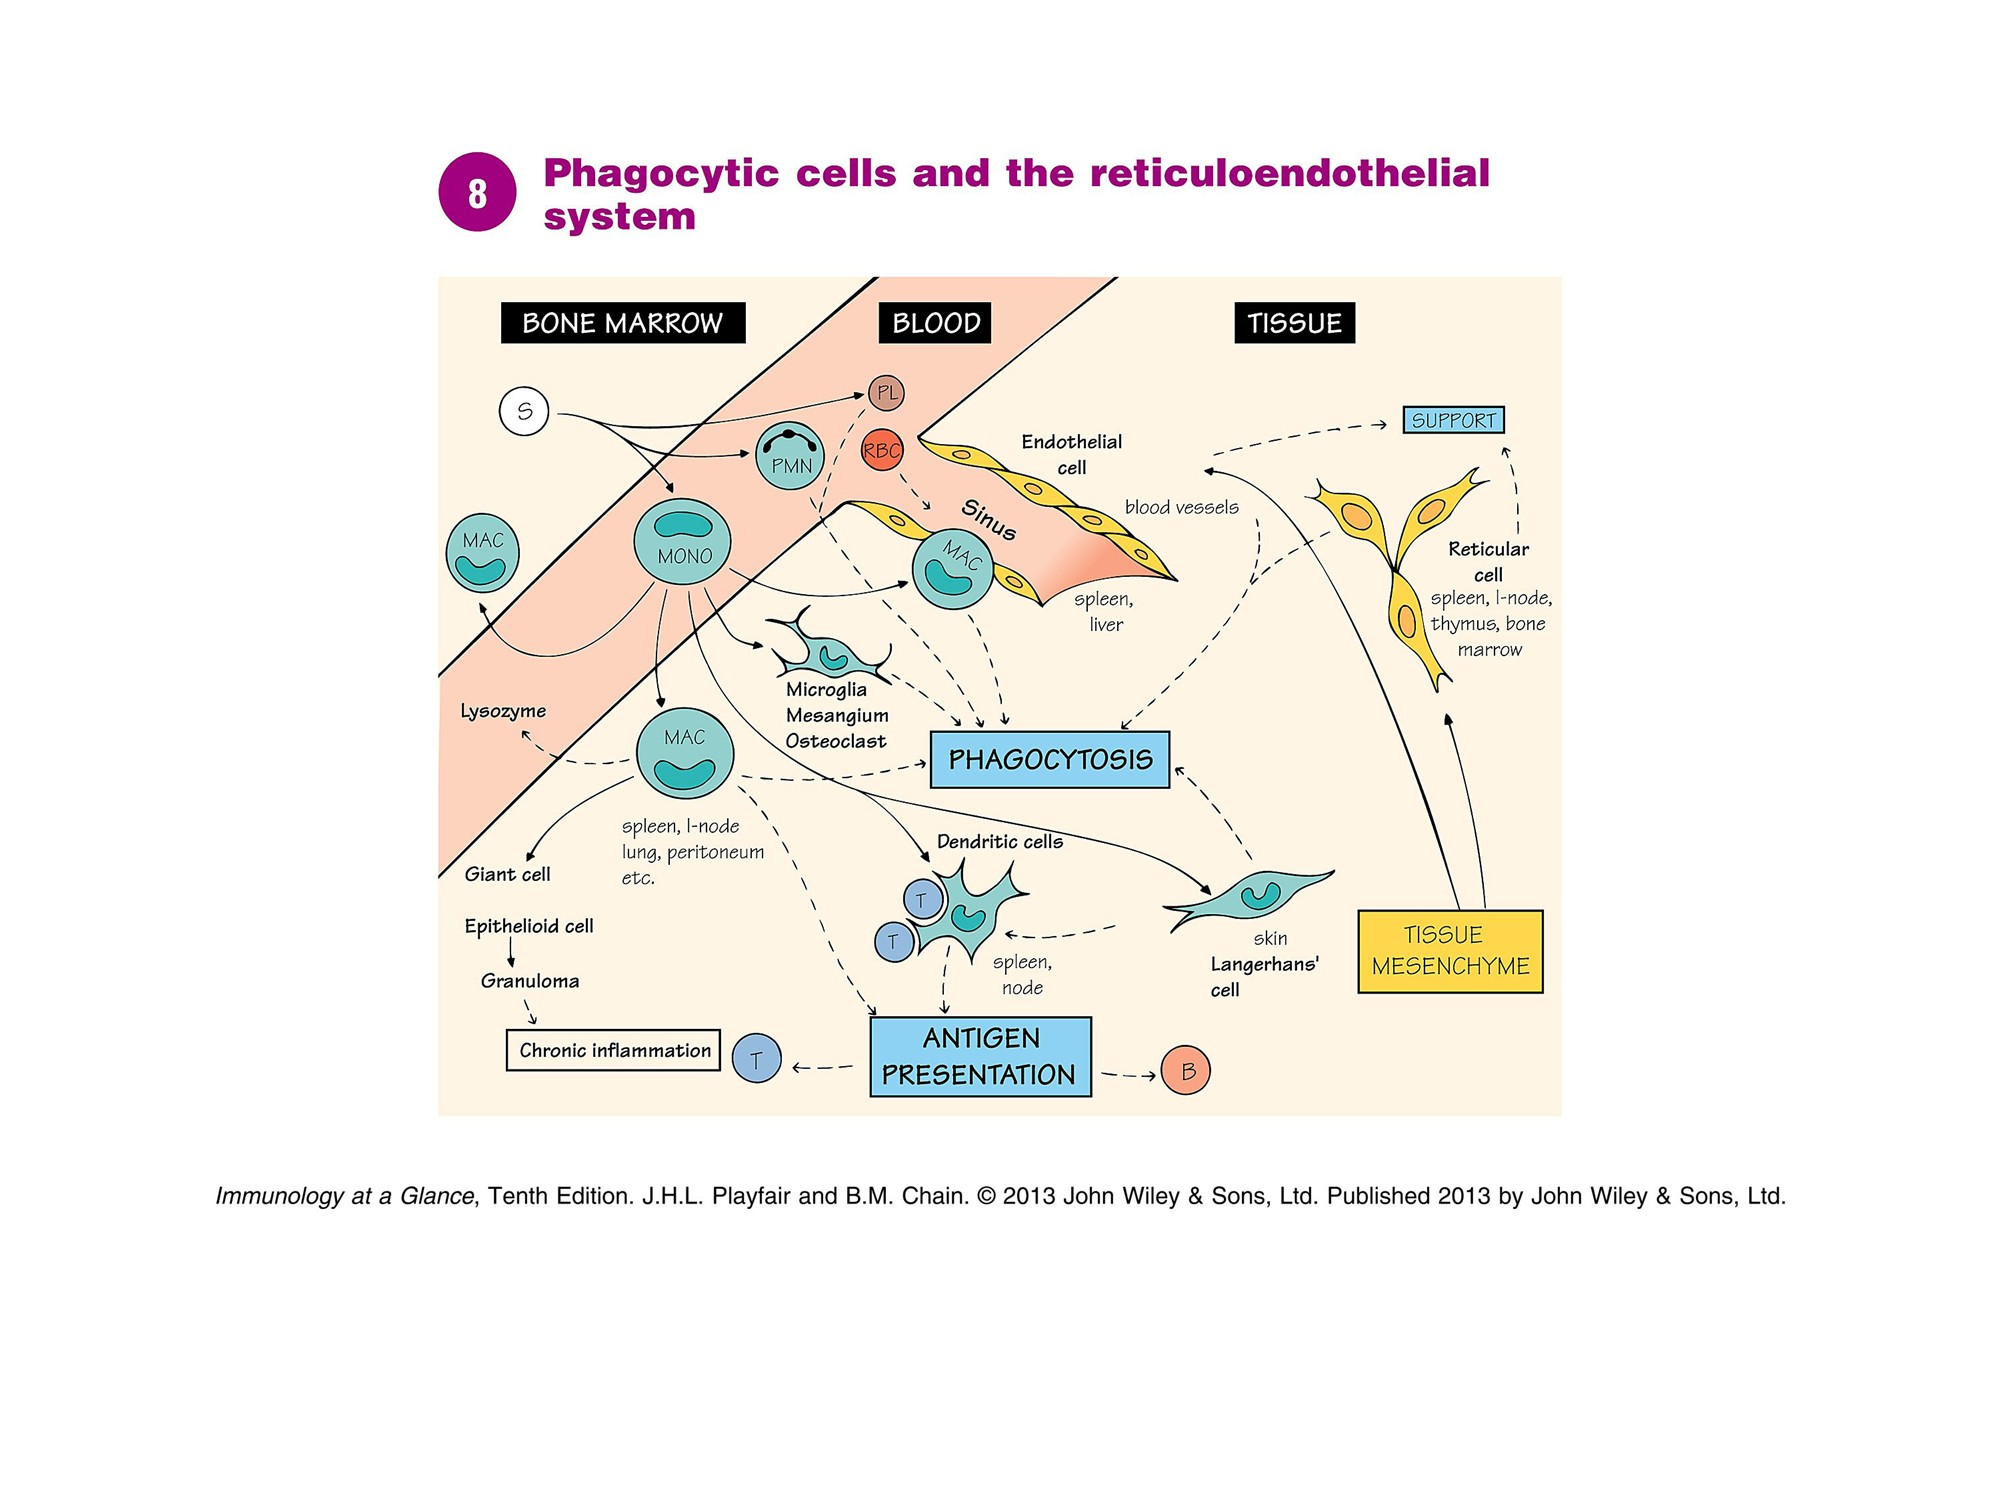 8
Phagocytic cells and the reticuloendothelial
system
BONE MARROW
BLOOD
TISSUE
S
PL
PMN
RBC
MONO
MAC
Endothelial
cell
Sinus
MAC
blood vessels
spleen,
liver
SUPPORT
Reticular
cell
spleen, l-node,
thymus, bone
marrow
Microglia
Mesangium
Osteoclast
Lysozyme
MAC
spleen, l-node
lung, peritoneum
etc.
PHAGOCYTOSIS
Giant cell
Epithelioid cell
Granuloma
Chronic inflammation
Dendritic cells
T
T
spleen,
node
skin
Langerhans'
cell
TISSUE
MESENCHYME
T
ANTIGEN
PRESENTATION
B
Immunology at a Glance, Tenth Edition. J.H.L. Playfair and B.M. Chain. © 2013 John Wiley & Sons, Ltd. Published 2013 by John Wiley & Sons, Ltd.